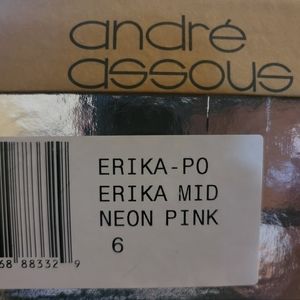 andré
assous
ERIKA-PO
ERIKA MID
NEON PINK
6
68 88332 9